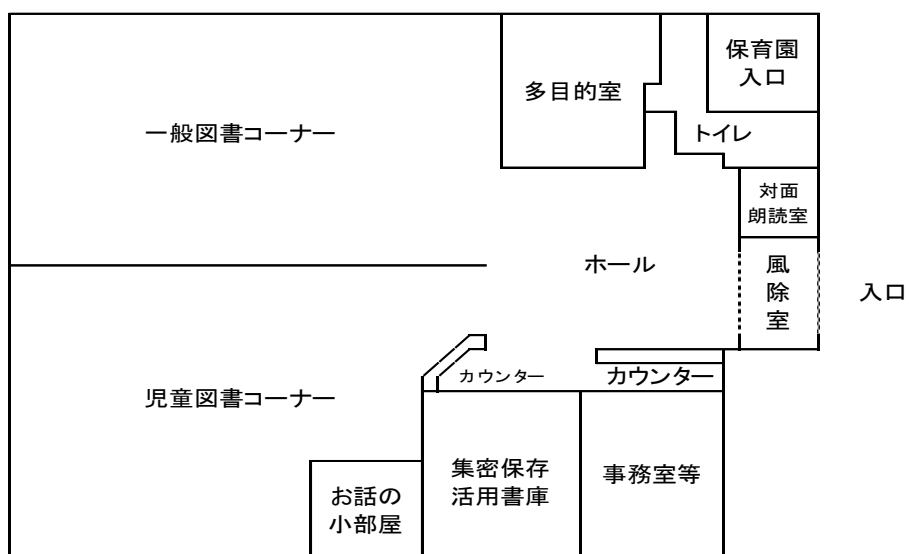 保育園
入口
多目的室
一般図書コーナー
トイレ
対面
朗読室
ホール
風
除
室
入口
カウンター
カウンター
児童図書コーナー
集密保存
活用書庫
事務室等
お話の
小部屋